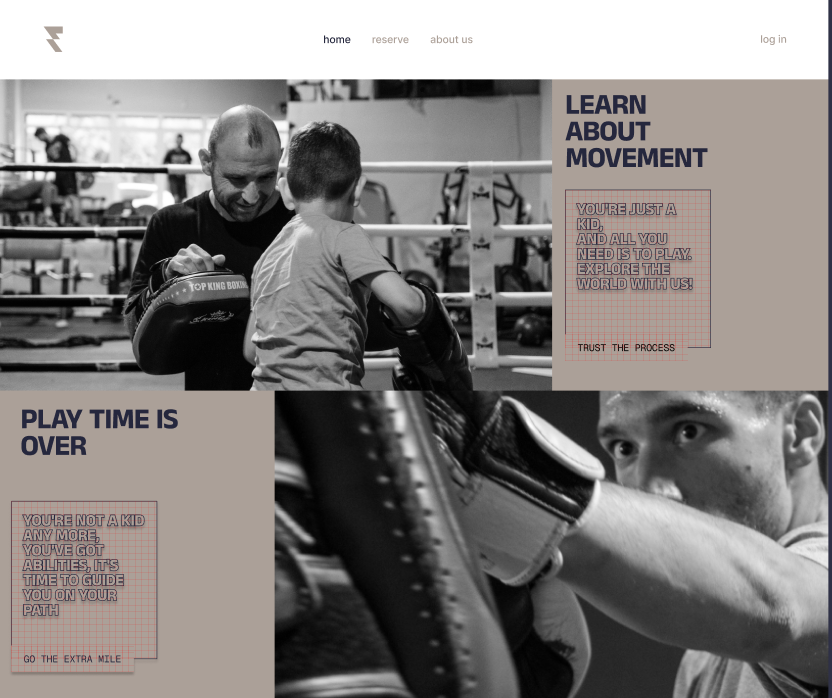 home reserve about us log in
LEARN
ABOUT
MOVEMENT
YOU'RE JUST A
KID,
AND ALL YOU
NEED IS TO PLAY.
EXPLORE THE
WORLD WITH US!
TRUST THE PROCESS
TOP KING BOXING
PLAY TIME IS
OVER
YOU'RE NOT A KID
ANY MORE,
YOU'VE GOT
ABILITIES, IT'S
TIME TO GUIDE
YOU ON YOUR
PATH
GO THE EXTRA MILE